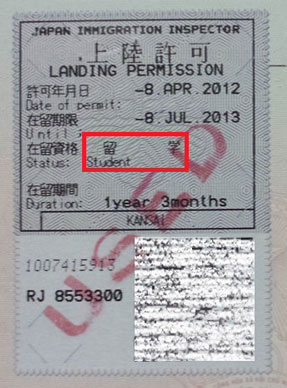 JAPAN IMMIGRATION INSPECTOR
上陸許可
LANDING PERMISSION
許可年月日 -8.APR.2012
Date of permit:
在留期限 -8.JUL.2013
Until :
在留資格 留 学
Status: Student
在留期間
Duration: 1year 3months
KANSAI
USED
1007415913
RJ 8553300